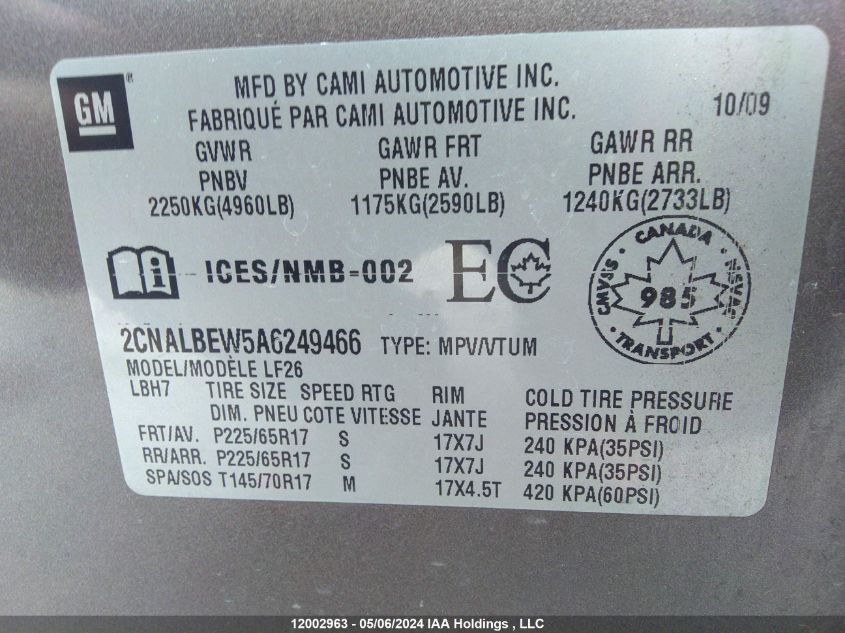 GM
MFD BY CAMI AUTOMOTIVE INC.
FABRIQUÉ PAR CAMI AUTOMOTIVE INC.
10/09
GVWR GAWR FRT GAWR RR
PNBV PNBE AV. PNBE ARR.
2250KG(4960LB) 1175KG(2590LB) 1240KG(2733LB)
i ICES/NMB-002 EC
CANADA
CMVSS 985 NSVAC
TRANSPORT
2CNALBEW5A6249466 TYPE: MPV/VTUM
MODEL/MODÈLE LF26
LBH7 TIRE SIZE SPEED RTG RIM COLD TIRE PRESSURE
DIM. PNEU COTE VITESSE JANTE PRESSION À FROID
FRT/AV. P225/65R17 S 17X7J 240 KPA(35PSI)
RR/ARR. P225/65R17 S 17X7J 240 KPA(35PSI)
SPA/SOS T145/70R17 M 17X4.5T 420 KPA(60PSI)
12002963 - 05/06/2024 IAA Holdings , LLC